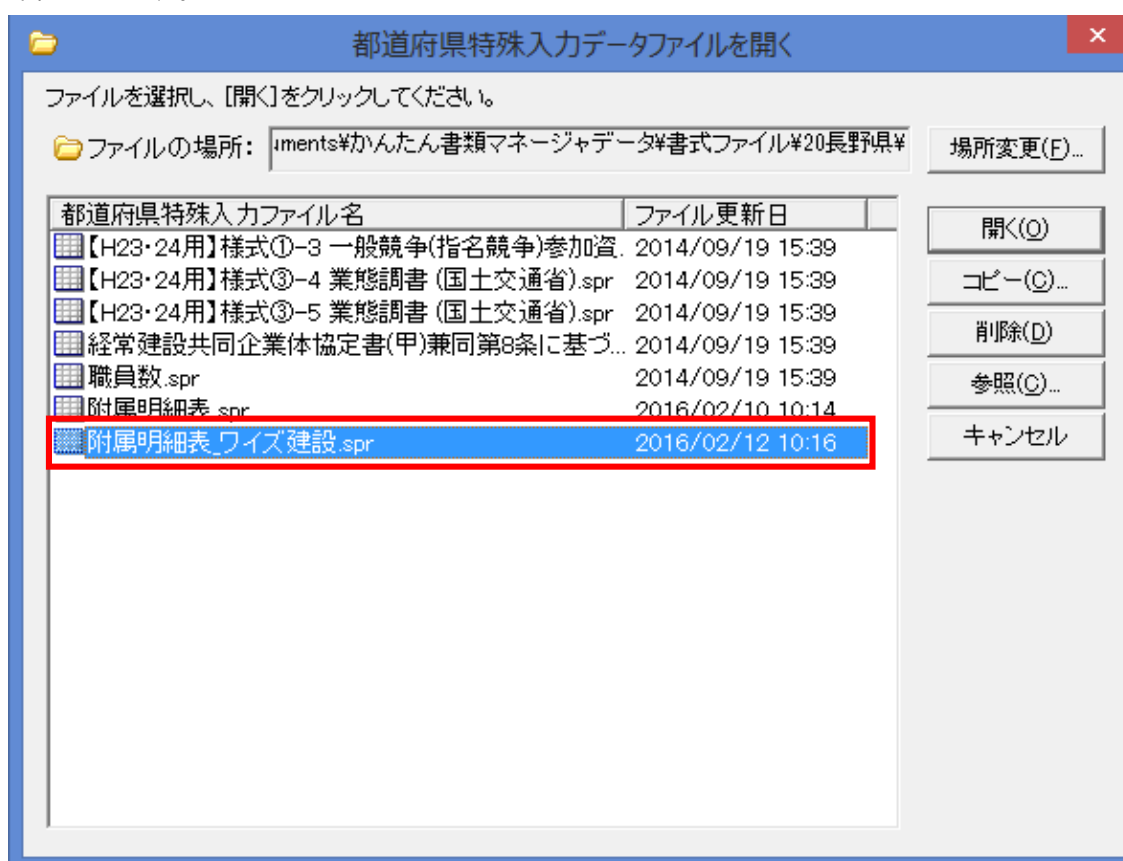 都道府県特殊入力データファイルを開く
ファイルを選択し、[開く]をクリックしてください。
ファイルの場所: uments¥かんたん書類マネージャデータ¥書式ファイル¥20長野県¥ 場所変更(F)...
都道府県特殊入力ファイル名 ファイル更新日
【H23・24用】様式①-3 一般競争(指名競争)参加資. 2014/09/19 15:39
【H23・24用】様式③-4 業態調書 (国土交通省).spr 2014/09/19 15:39
【H23・24用】様式③-5 業態調書 (国土交通省).spr 2014/09/19 15:39
経常建設共同企業体協定書(甲)兼同第8条に基づ... 2014/09/19 15:39
職員数.spr 2014/09/19 15:39
附属明細表.spr 2016/02/10 10:14
附属明細表_ワイズ建設.spr 2016/02/12 10:16
開く(O)
コピー(C)...
削除(D)
参照(C)...
キャンセル